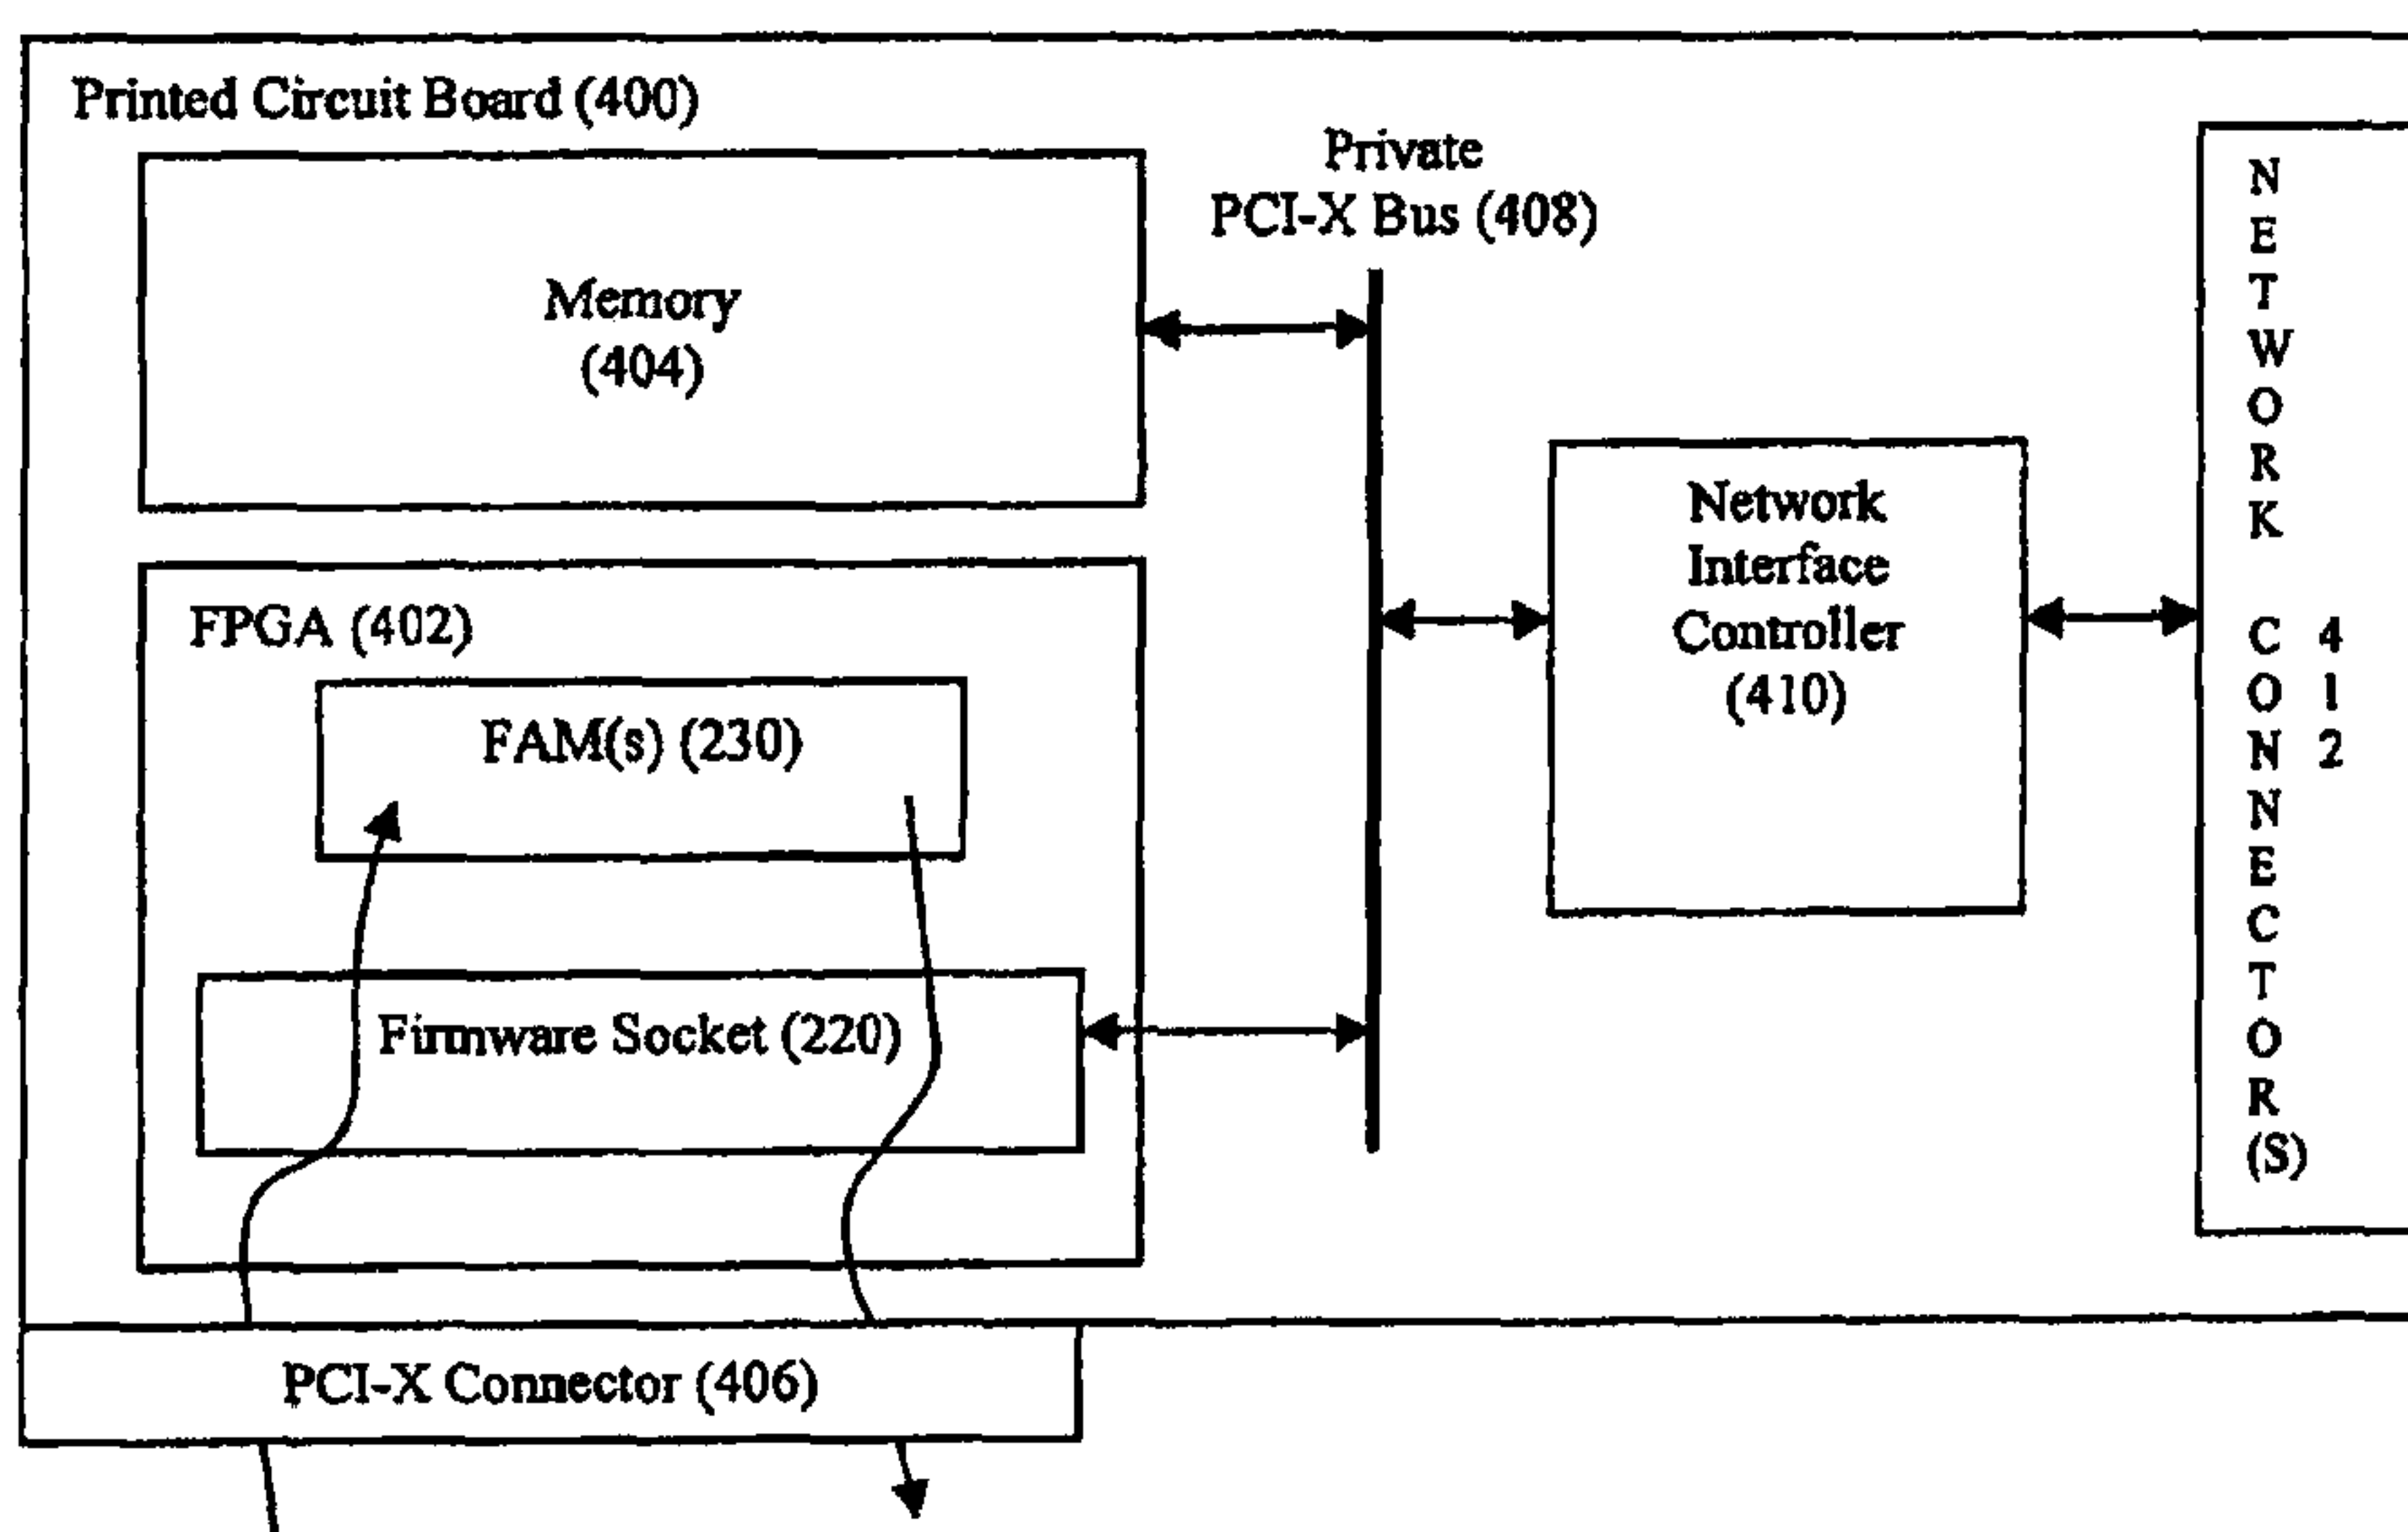 Printed Circuit Board (400)
Private
PCI-X Bus (408)
Memory
(404)
Network
Interface
Controller
(410)
NETWORK CONNECTOR(S)
412
FPGA (402)
FAM(s) (230)
Firmware Socket (220)
PCI-X Connector (406)